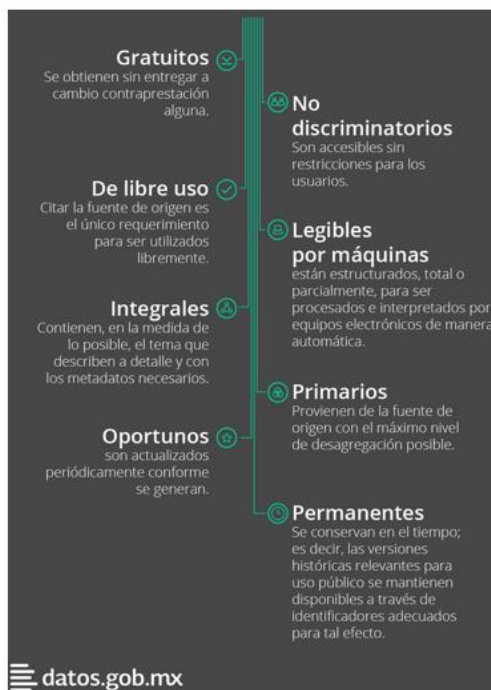 Gratuitos
Se obtienen sin entregar a
cambio contraprestación
alguna.
No
discriminatorios
Son accesibles sin
restricciones para los
usuarios.
De libre uso
Citar la fuente de origen es
el único requerimiento
para ser utilizados
libremente.
Legibles
por máquinas
están estructurados, total o
parcialmente, para ser
procesados e interpretados por
equipos electrónicos de manera
automática.
Integrales
Contienen, en la medida de
lo posible, el tema que
describen a detalle y con
los metadatos necesarios.
Primarios
Provienen de la fuente de
origen con el máximo nivel
de desagregación posible.
Oportunos
son actualizados
periódicamente conforme
se generan.
Permanentes
Se conservan en el tiempo;
es decir, las versiones
históricas relevantes para
uso público se mantienen
disponibles a través de
identificadores adecuados
para tal efecto.
datos.gob.mx